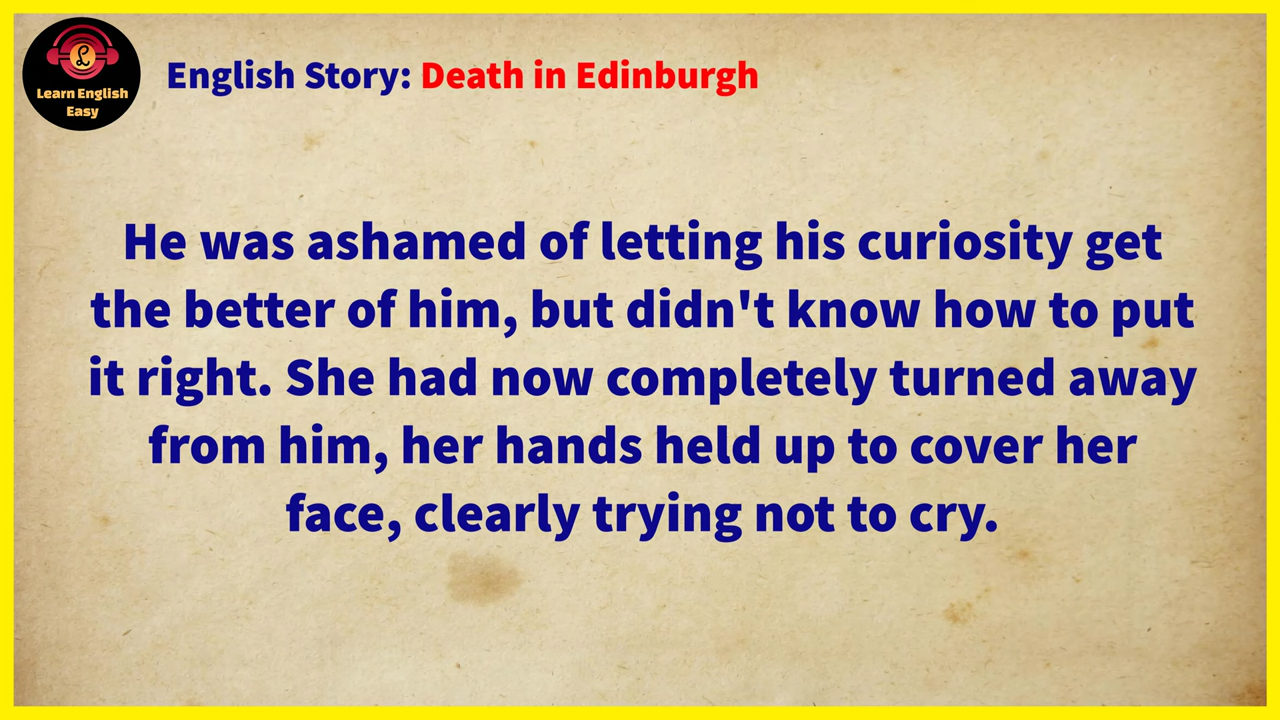 Learn English
Easy
English Story: Death in Edinburgh
He was ashamed of letting his curiosity get
the better of him, but didn't know how to put
it right. She had now completely turned away
from him, her hands held up to cover her
face, clearly trying not to cry.